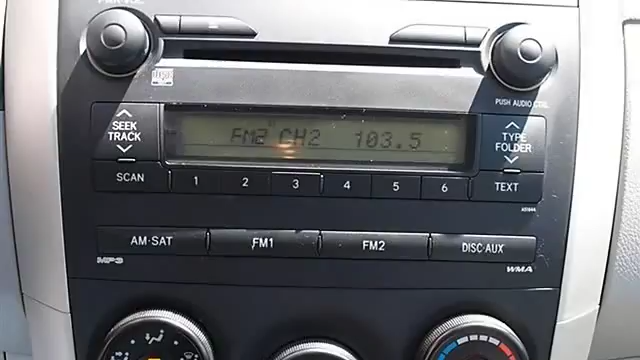 PUSH AUDIO CTRL
SEEK
TRACK
FM2 CH2 103.5
TYPE
FOLDER
SCAN
1 2 3 4 5 6
TEXT
AM·SAT
FM1
FM2
DISC·AUX
MP3
WMA